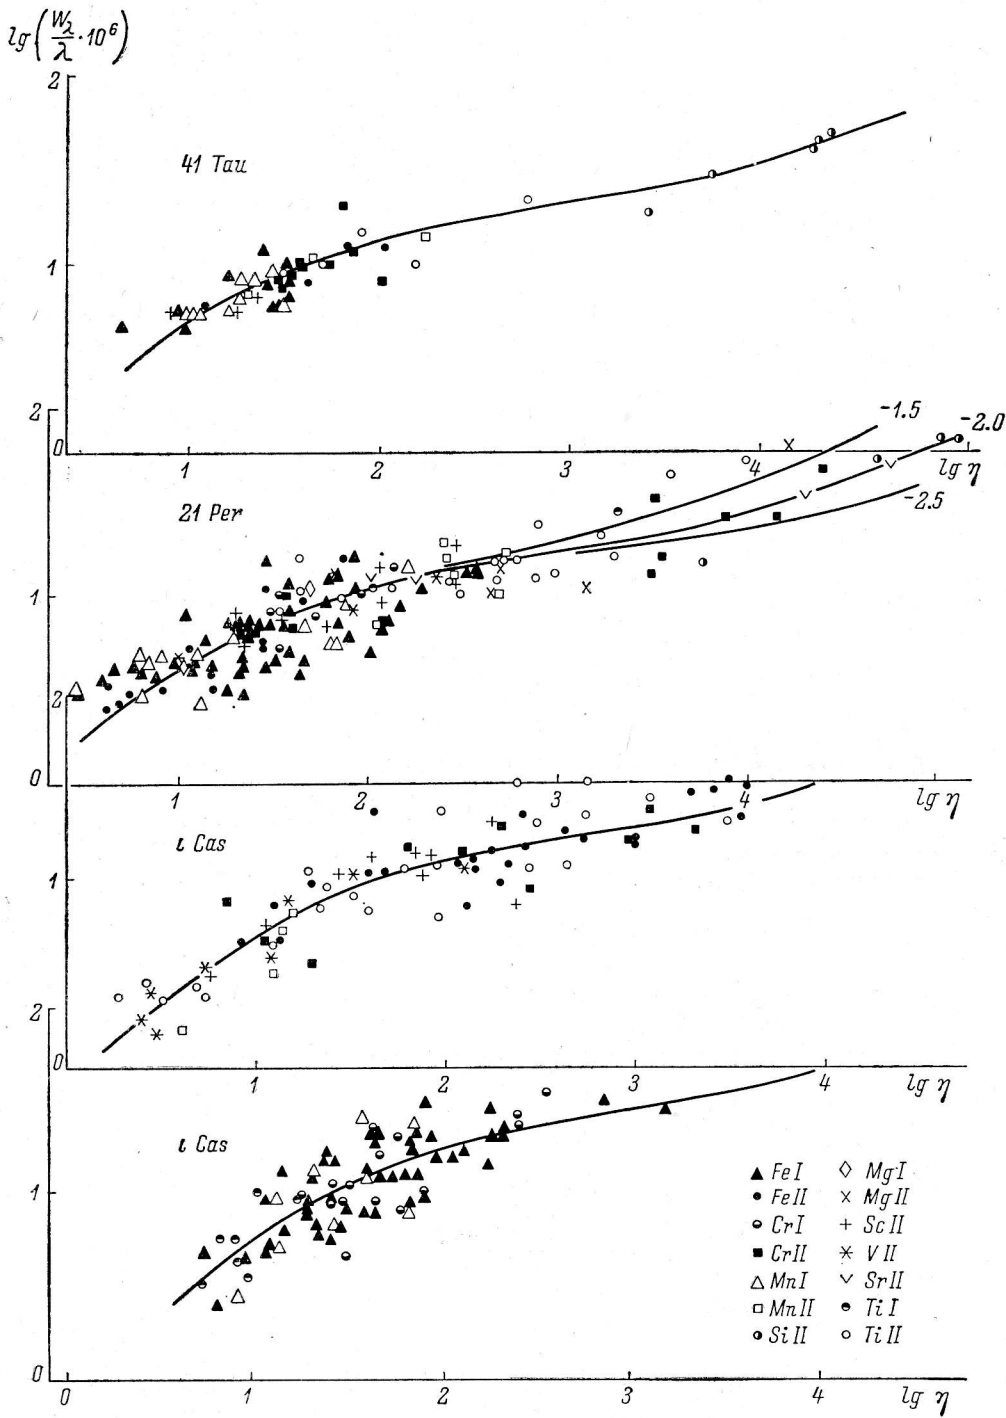 lg(Wλ/λ·10⁶)
2
41 Tau
1
2
0
1 2 3 4 lg η
-1.5
-2.0
-2.5
21 Per
1
2
0
1 2 3 4 lg η
ι Cas
1
2
0
1 2 3 4 lg η
ι Cas
1
Fe I
Mg I
Fe II
Mg II
Cr I
Sc II
Cr II
V II
Mn I
Sr II
Mn II
Ti I
Si II
Ti II
0
0 1 2 3 4 lg η